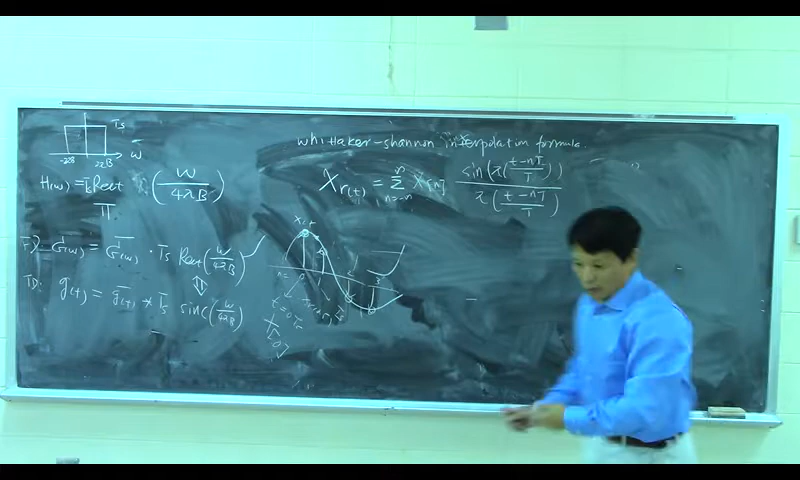 Ts
-2πB 2πB w
H(w) = Ts Rect (w/4πB)
FD G(w) = G̅(w) · Ts Rect (w/4πB)
⇕
TD: g(t) = g̅(t) * Ts sinc (w/4πB)
whittaker-shannon interpolation formula.
Xr(t) = Σ n=-∞ ∞ X[n] sin(π(t-nT/T)) / π(t-nT/T)
x(t)
t=0